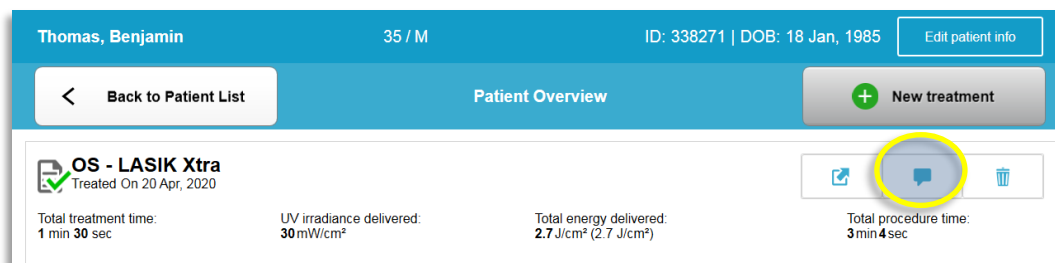 Thomas, Benjamin 35 / M ID: 338271 | DOB: 18 Jan, 1985 Edit patient info
Back to Patient List Patient Overview New treatment
OS - LASIK Xtra
Treated On 20 Apr, 2020
Total treatment time: UV irradiance delivered: Total energy delivered: Total procedure time:
1 min 30 sec 30 mW/cm² 2.7 J/cm² (2.7 J/cm²) 3 min 4 sec